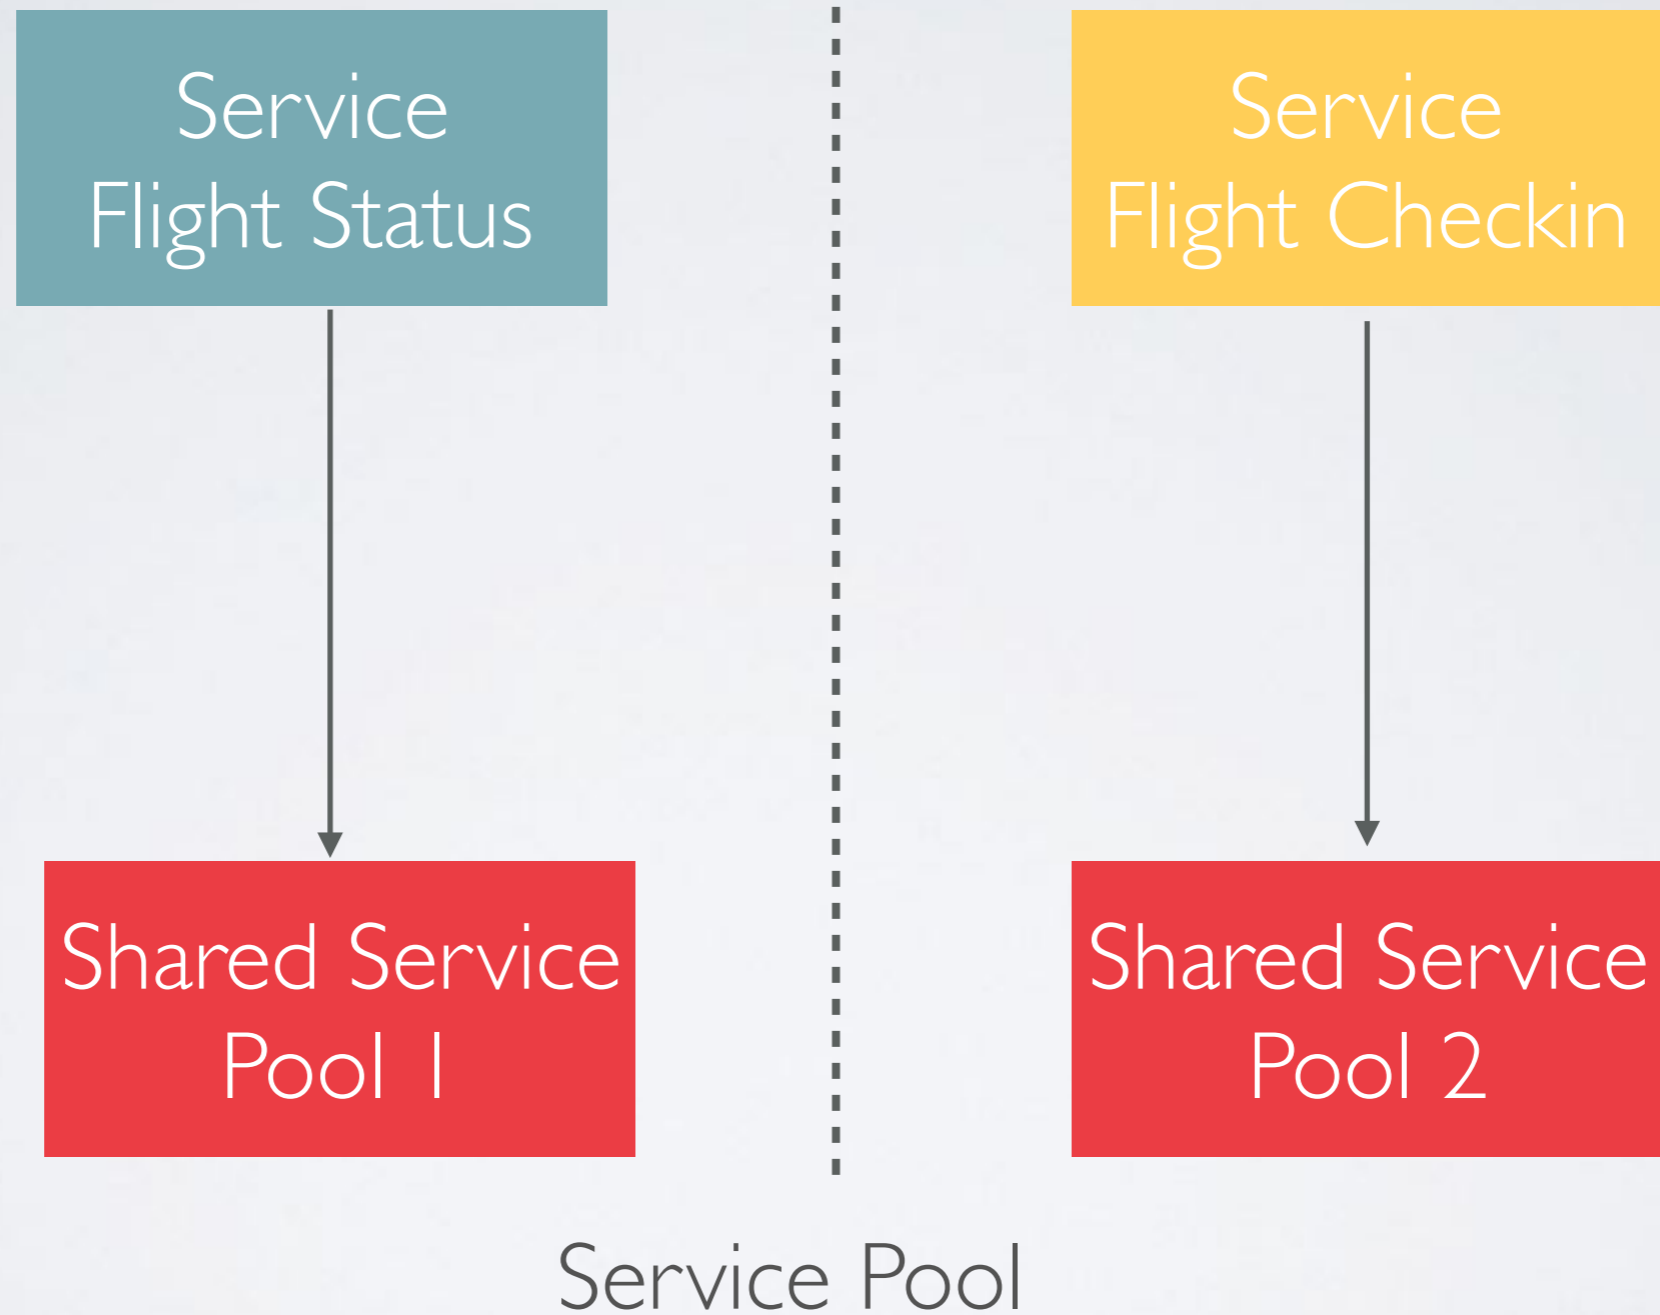 Service
Flight Status
Service
Flight Checkin
Shared Service
Pool 1
Shared Service
Pool 2
Service Pool